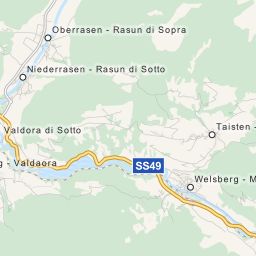 Oberrasen - Rasun di Sopra
Niederrasen - Rasun di Sotto
Valdora di Sotto
Taisten -
g - Valdaora
SS49
Welsberg - M